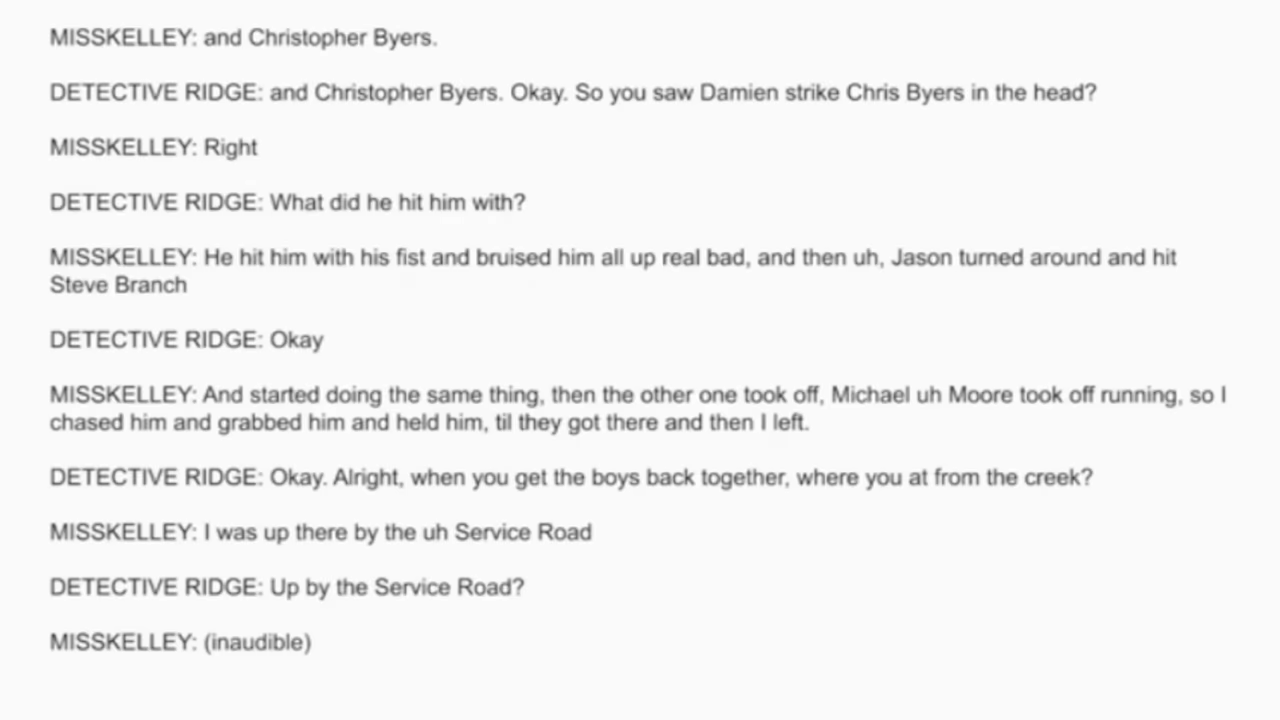 MISSKELLEY: and Christopher Byers.
DETECTIVE RIDGE: and Christopher Byers. Okay. So you saw Damien strike Chris Byers in the head?
MISSKELLEY: Right
DETECTIVE RIDGE: What did he hit him with?
MISSKELLEY: He hit him with his fist and bruised him all up real bad, and then uh, Jason turned around and hit
Steve Branch
DETECTIVE RIDGE: Okay
MISSKELLEY: And started doing the same thing, then the other one took off, Michael uh Moore took off running, so I
chased him and grabbed him and held him, til they got there and then I left.
DETECTIVE RIDGE: Okay. Alright, when you get the boys back together, where you at from the creek?
MISSKELLEY: I was up there by the uh Service Road
DETECTIVE RIDGE: Up by the Service Road?
MISSKELLEY: (inaudible)